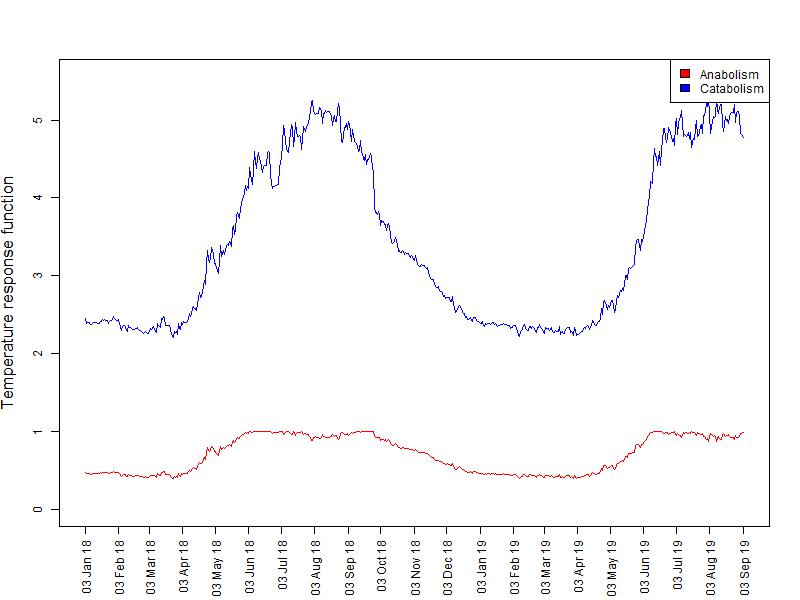 Anabolism
Catabolism
Temperature response function
5
4
3
2
1
0
03 Jan 18
03 Feb 18
03 Mar 18
03 Apr 18
03 May 18
03 Jun 18
03 Jul 18
03 Aug 18
03 Sep 18
03 Oct 18
03 Nov 18
03 Dec 18
03 Jan 19
03 Feb 19
03 Mar 19
03 Apr 19
03 May 19
03 Jun 19
03 Jul 19
03 Aug 19
03 Sep 19